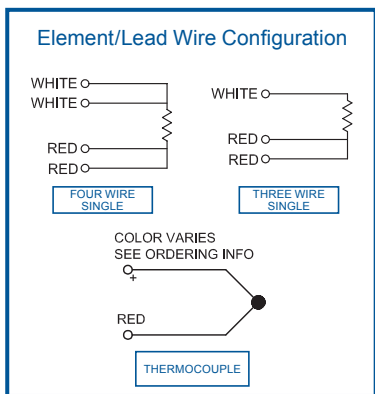 Element/Lead Wire Configuration
WHITE
WHITE
RED
RED
FOUR WIRE
SINGLE
WHITE
RED
RED
THREE WIRE
SINGLE
COLOR VARIES
SEE ORDERING INFO
+
RED
THERMOCOUPLE